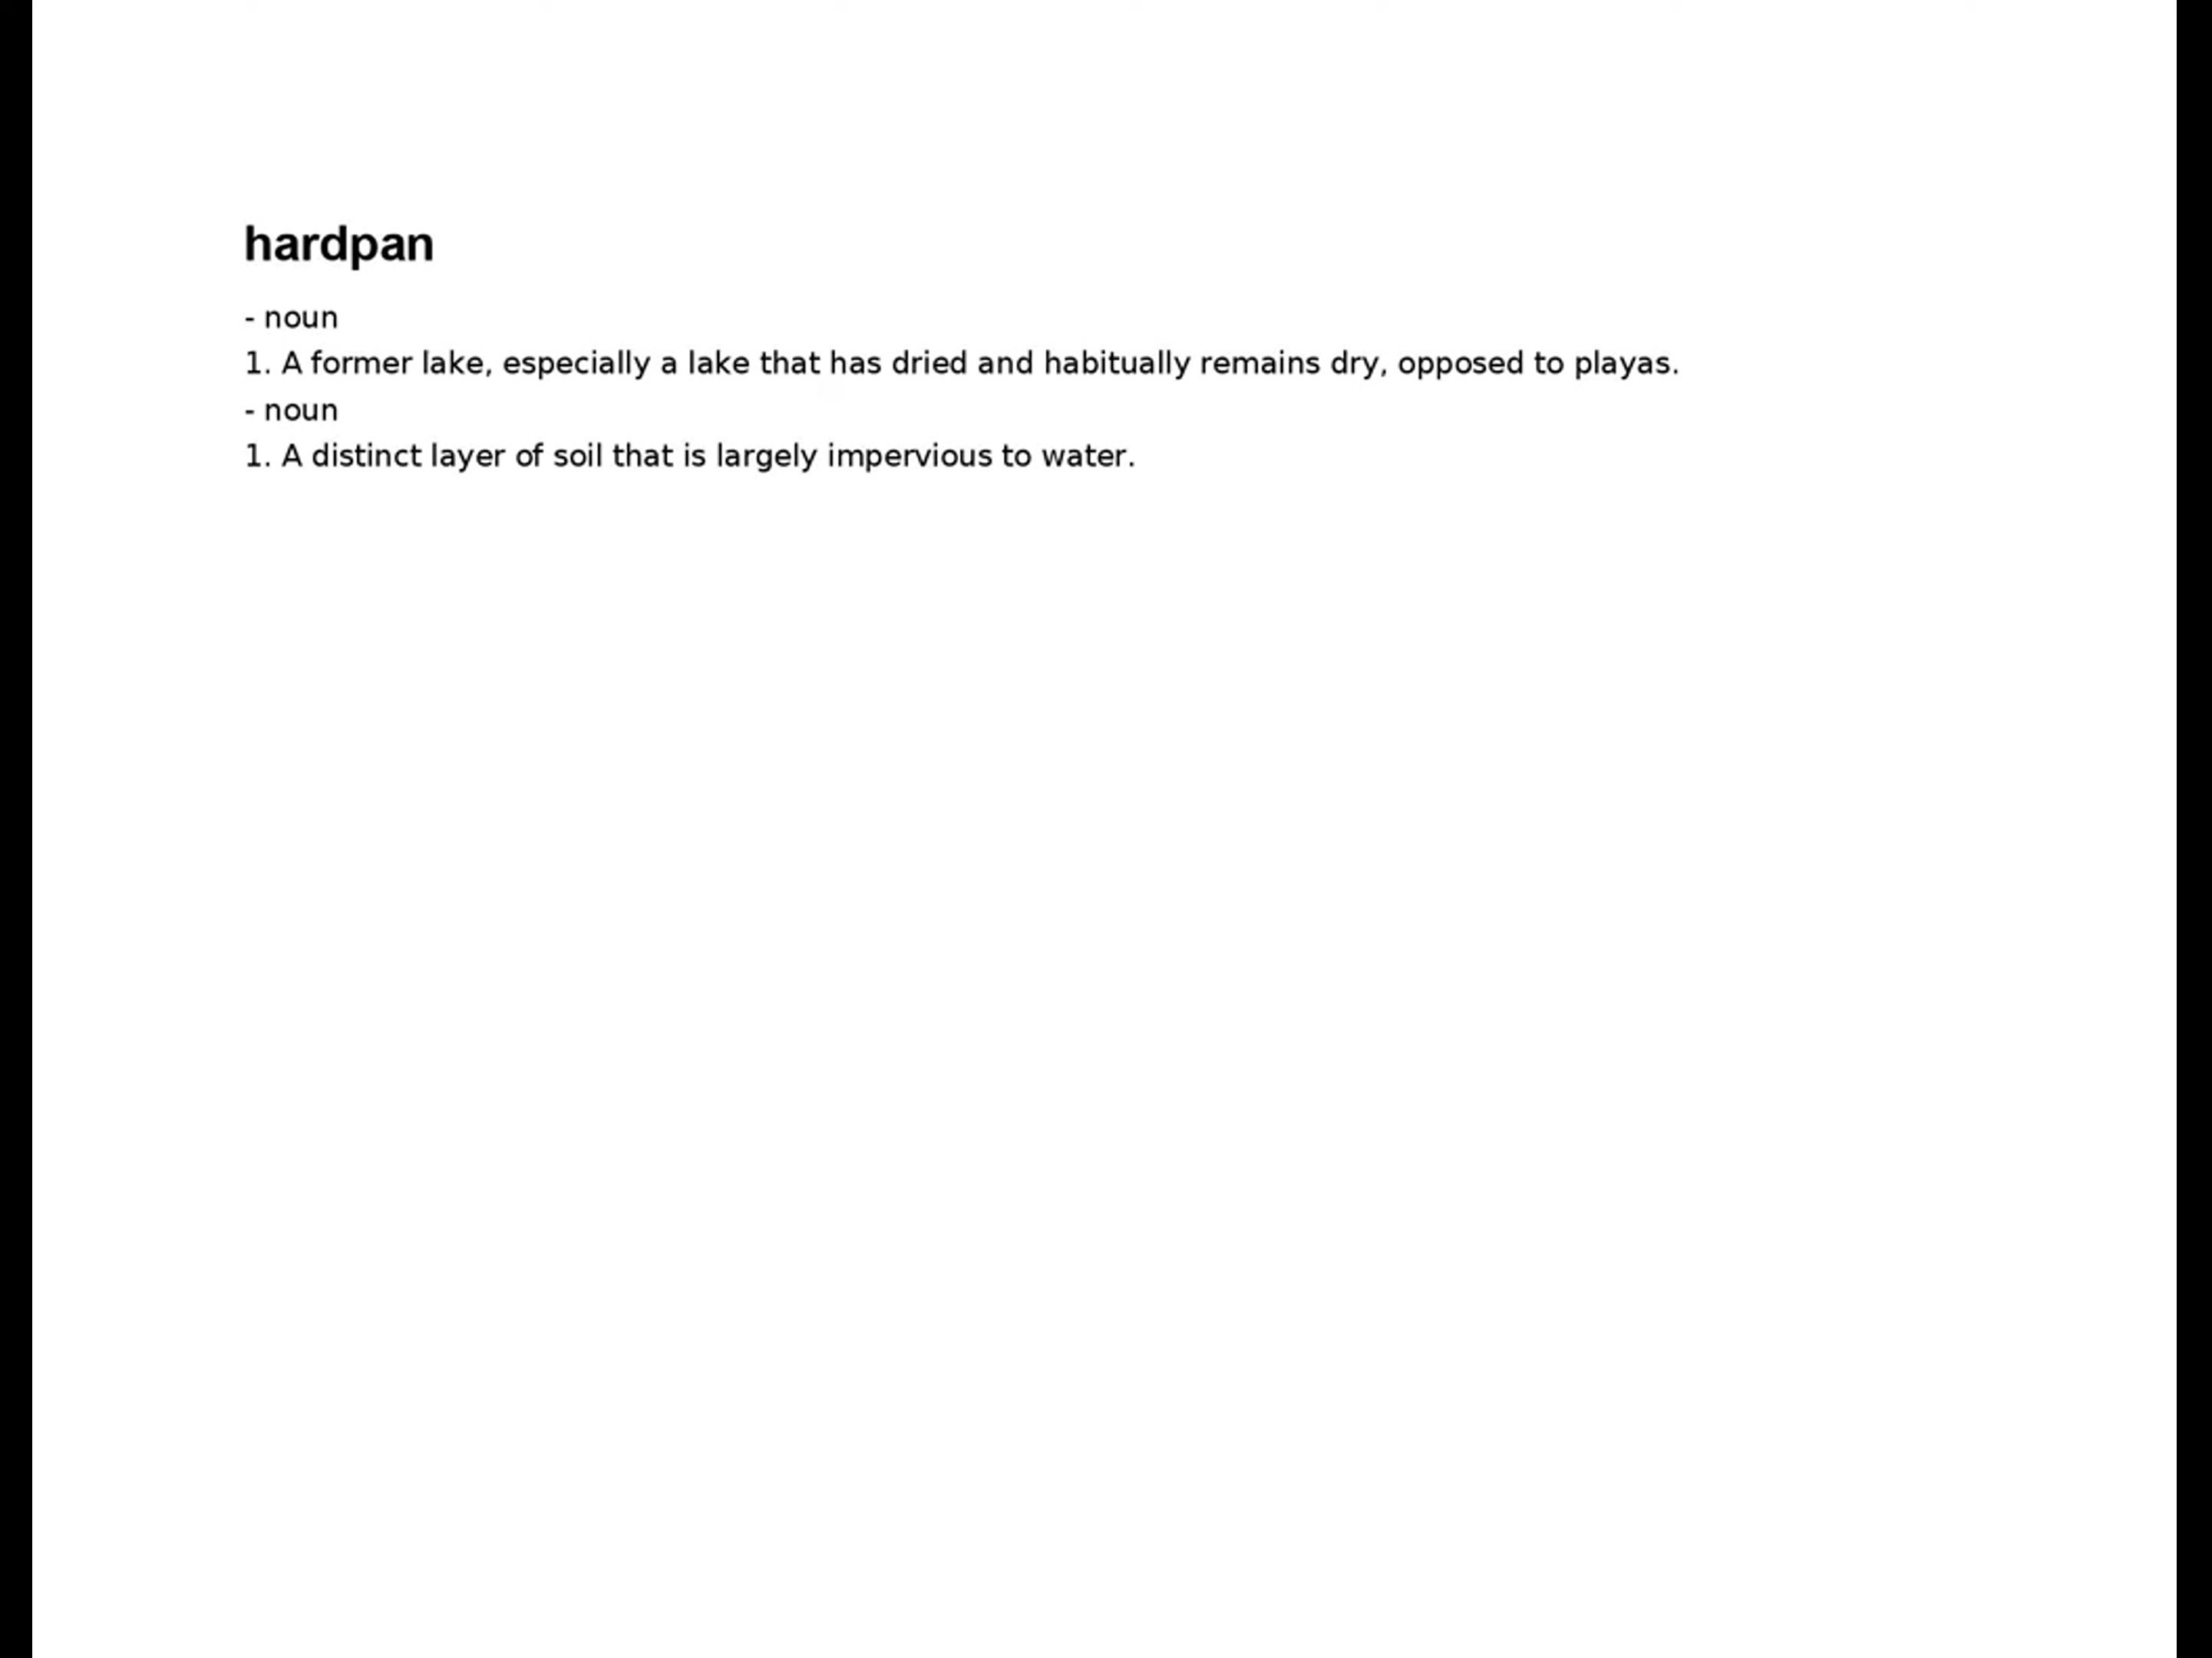 hardpan
- noun
1. A former lake, especially a lake that has dried and habitually remains dry, opposed to playas.
- noun
1. A distinct layer of soil that is largely impervious to water.